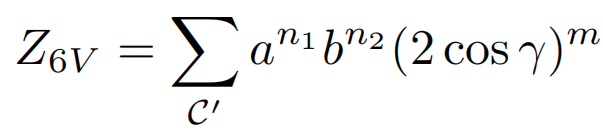 Z_{6V} = \sum_{\mathcal{C}'} a^{n_1} b^{n_2} (2 \cos \gamma)^m